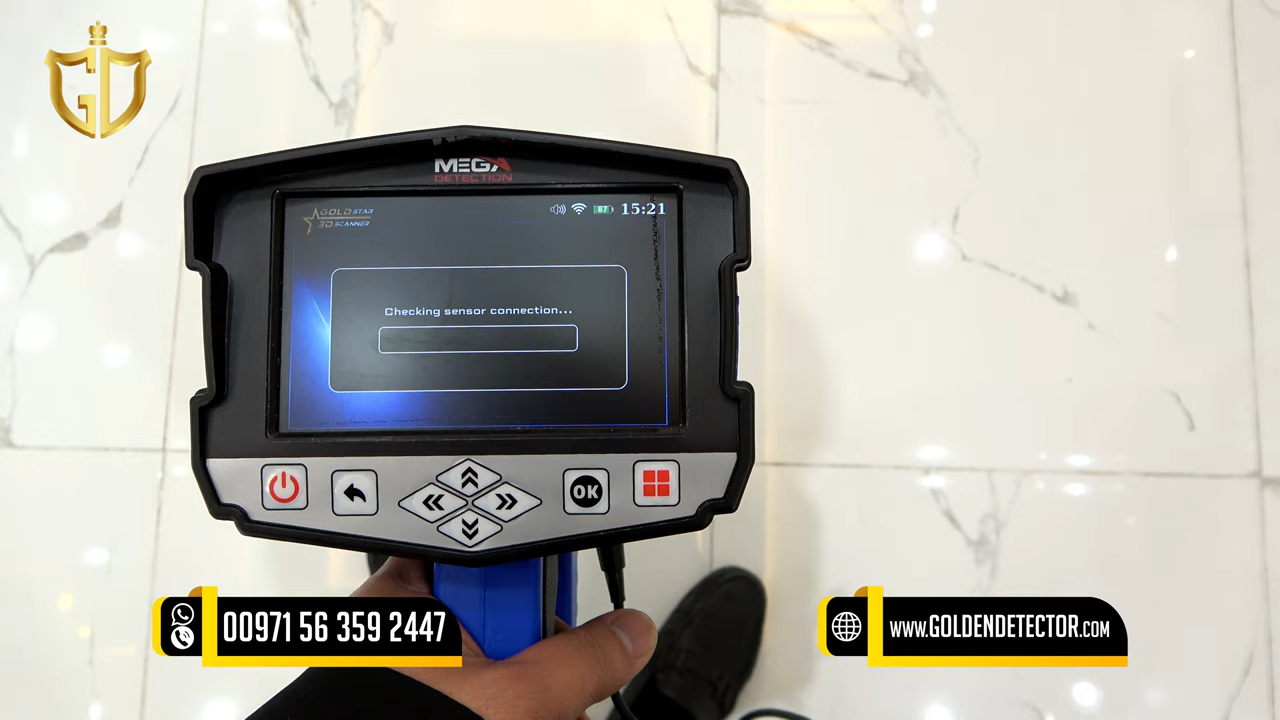 GD
MEGA
DETECTION
GOLD STAR
3D SCANNER
87
15:21
Checking sensor connection...
OK
00971 56 359 2447
www.GOLDENDETECTOR.com